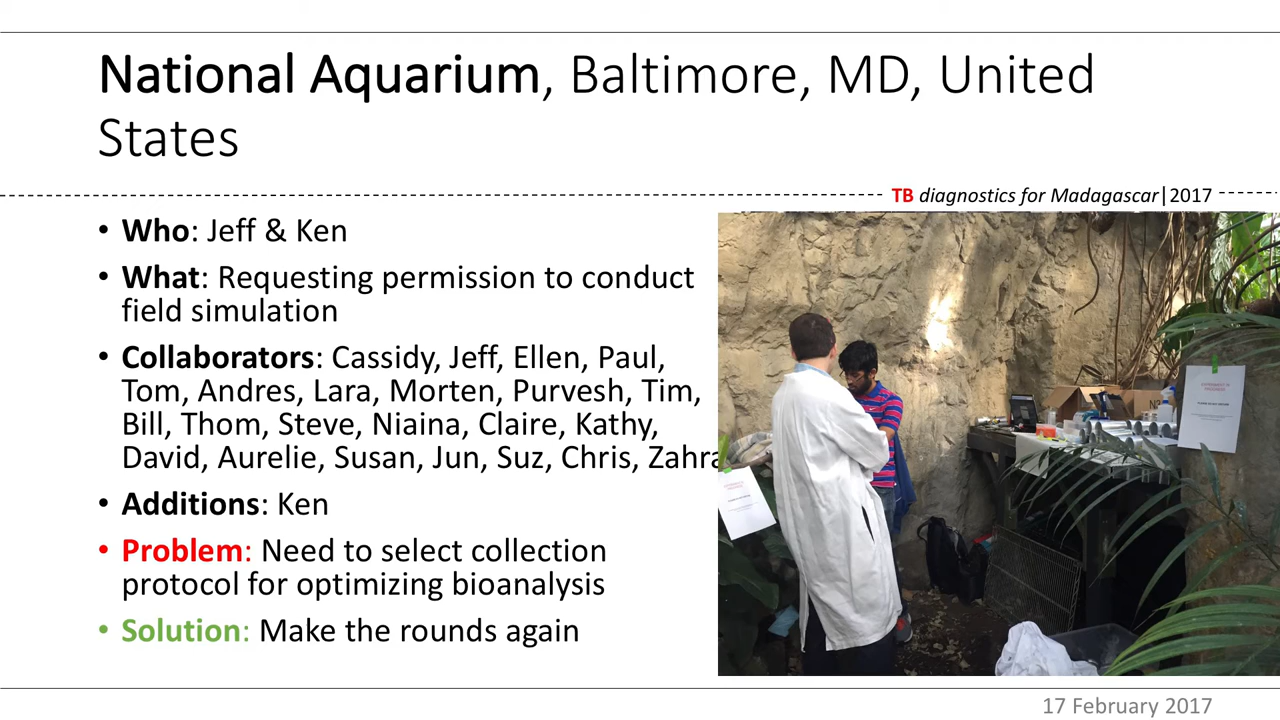 National Aquarium, Baltimore, MD, United
States
TB diagnostics for Madagascar|2017
• Who: Jeff & Ken
• What: Requesting permission to conduct
field simulation
• Collaborators: Cassidy, Jeff, Ellen, Paul,
Tom, Andres, Lara, Morten, Purvesh, Tim,
Bill, Thom, Steve, Niaina, Claire, Kathy,
David, Aurelie, Susan, Jun, Suz, Chris, Zahra
• Additions: Ken
• Problem: Need to select collection
protocol for optimizing bioanalysis
• Solution: Make the rounds again
17 February 2017